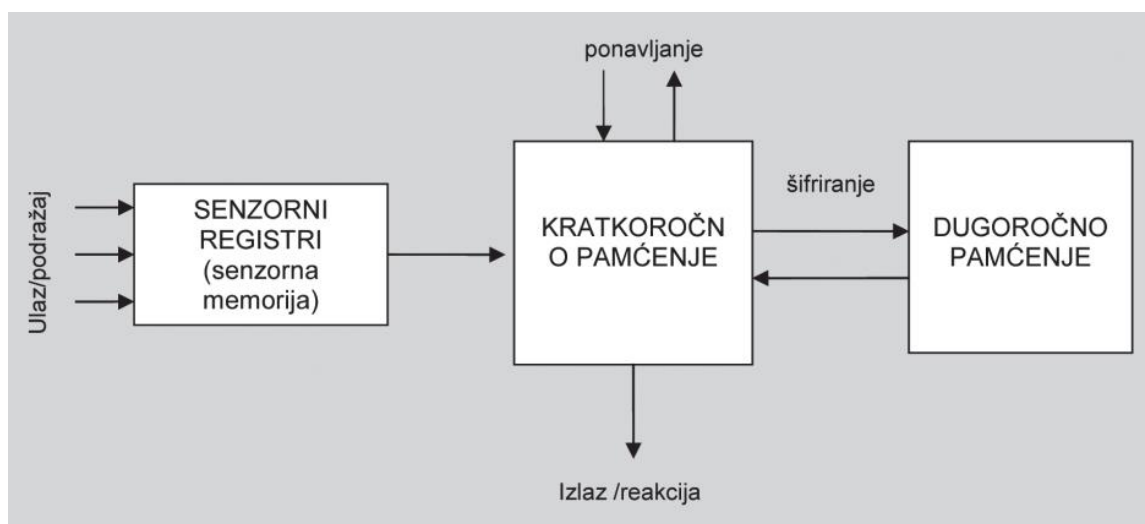 ponavljanje
Ulaz/podražaj
SENZORNI
REGISTRI
(senzorna
memorija)
KRATKOROČN
O PAMĆENJE
šifriranje
DUGOROČNO
PAMĆENJE
Izlaz /reakcija